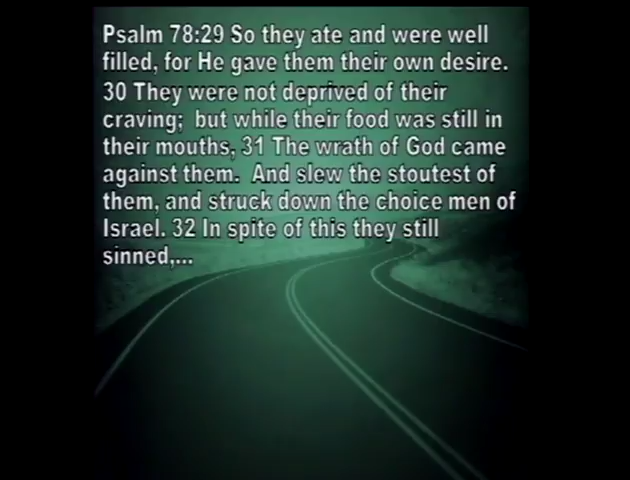 Psalm 78:29 So they ate and were well
filled, for He gave them their own desire.
30 They were not deprived of their
craving;  but while their food was still in
their mouths, 31 The wrath of God came
against them.  And slew the stoutest of
them, and struck down the choice men of
Israel. 32 In spite of this they still
sinned,...